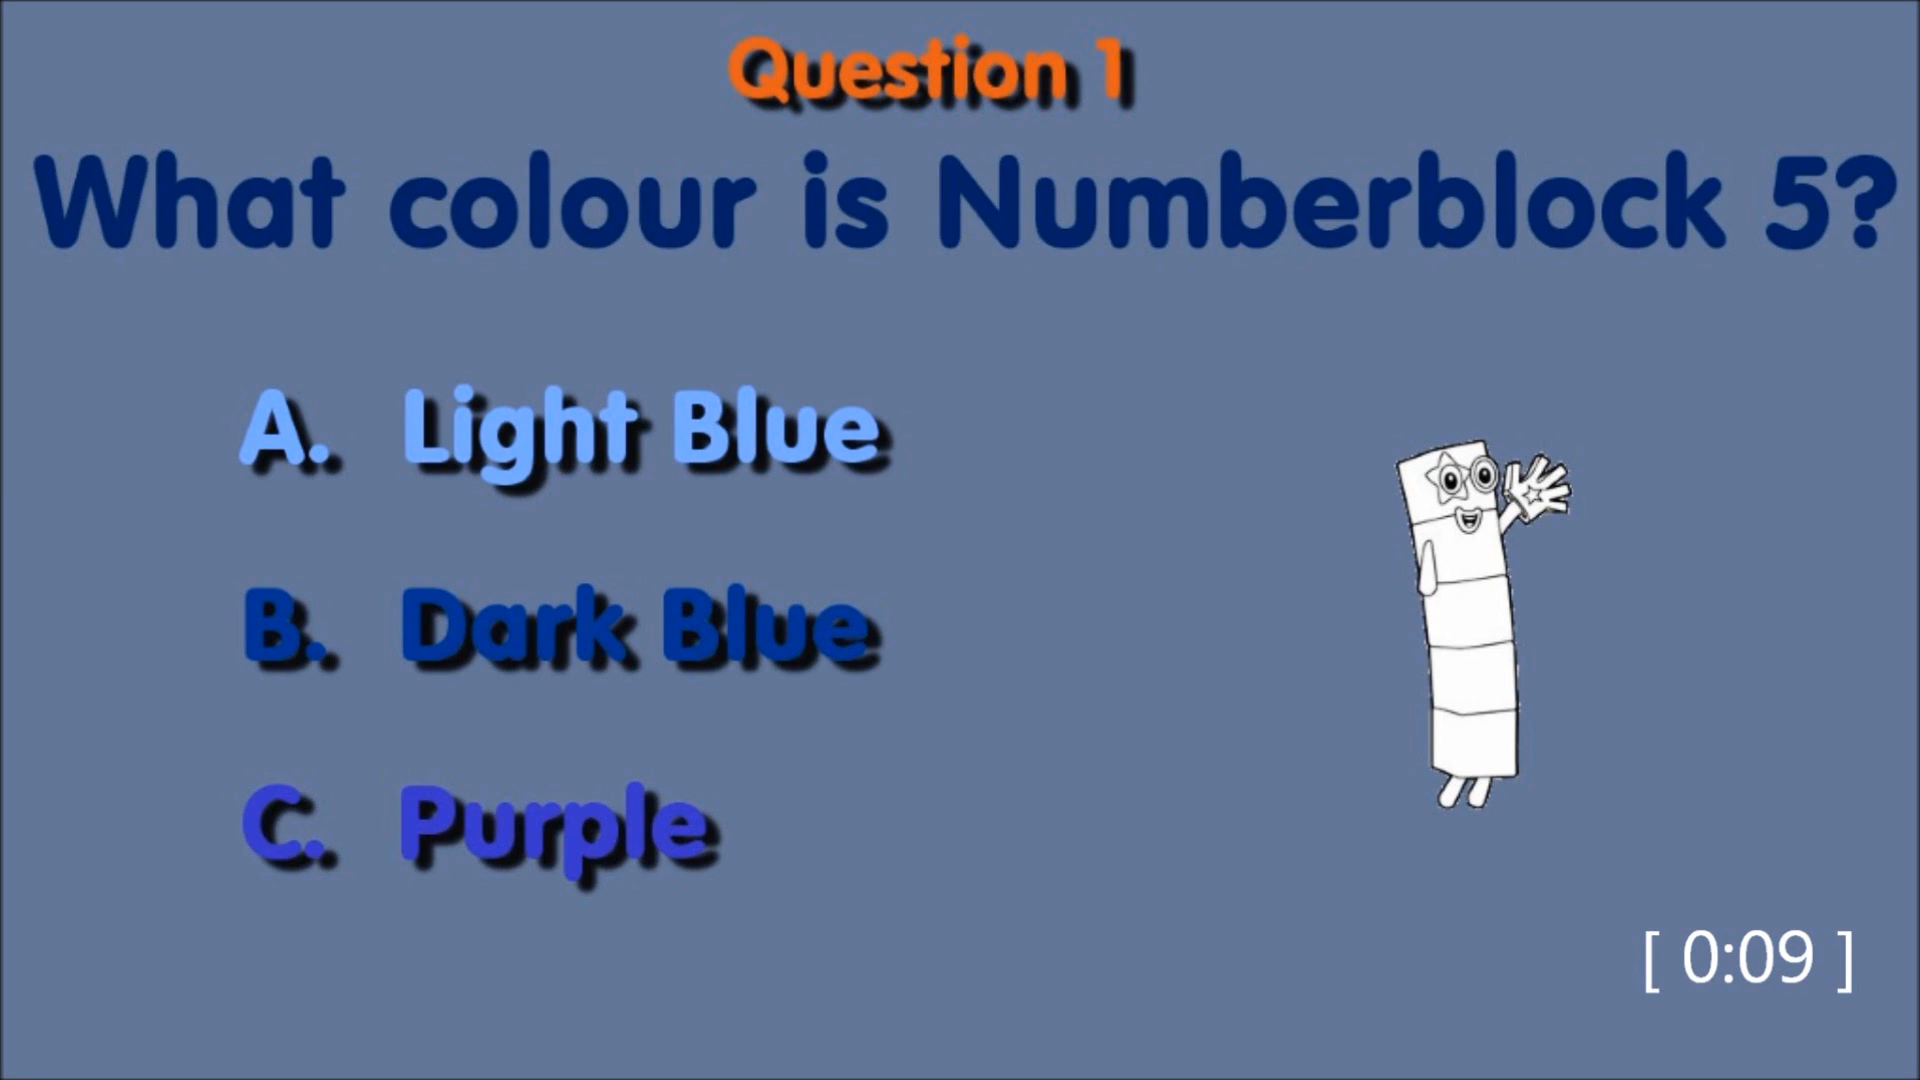 Question 1
What colour is Numberblock 5?
A. Light Blue
B. Dark Blue
C. Purple
[ 0:09 ]